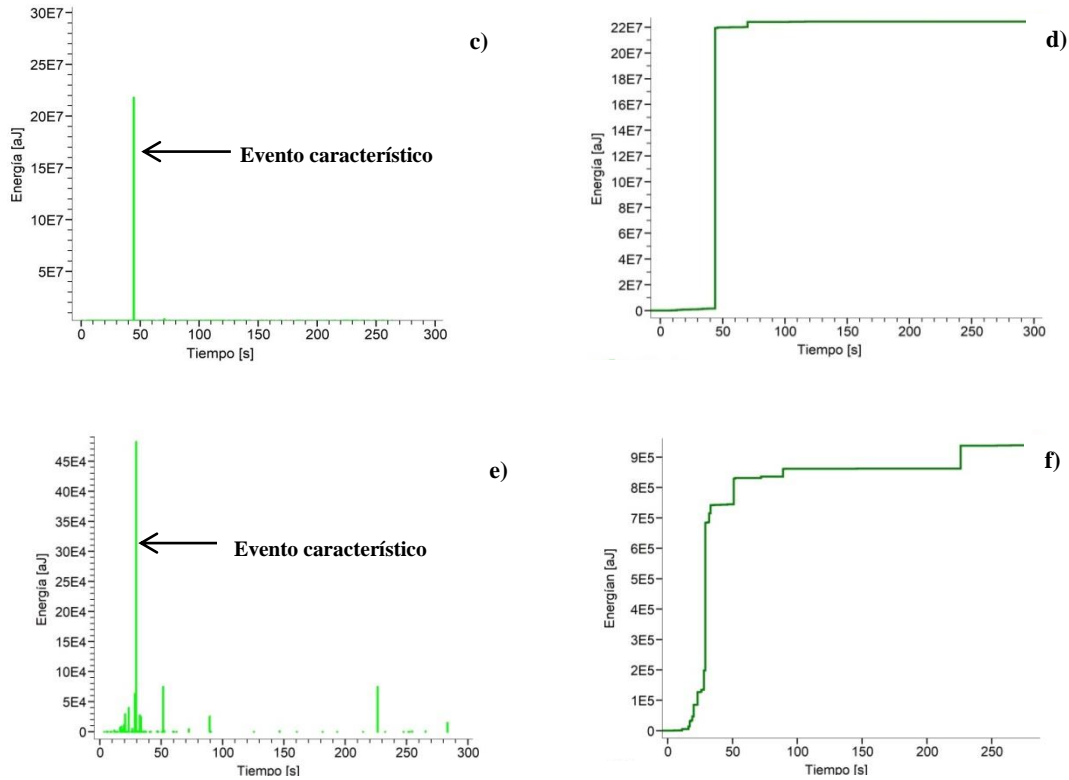 c)
30E7
25E7
20E7
15E7
10E7
5E7
Energía [aJ]
Evento característico
0 50 100 150 200 250 300
Tiempo [s]
d)
22E7
20E7
18E7
16E7
14E7
12E7
10E7
8E7
6E7
4E7
2E7
0
Energía [aJ]
0 50 100 150 200 250 300
Tiempo [s]
e)
45E4
40E4
35E4
30E4
25E4
20E4
15E4
10E4
5E4
0
Energía [aJ]
Evento característico
0 50 100 150 200 250 300
Tiempo [s]
f)
9E5
8E5
7E5
6E5
5E5
4E5
3E5
2E5
1E5
0
Energían [aJ]
0 50 100 150 200 250
Tiempo [s]